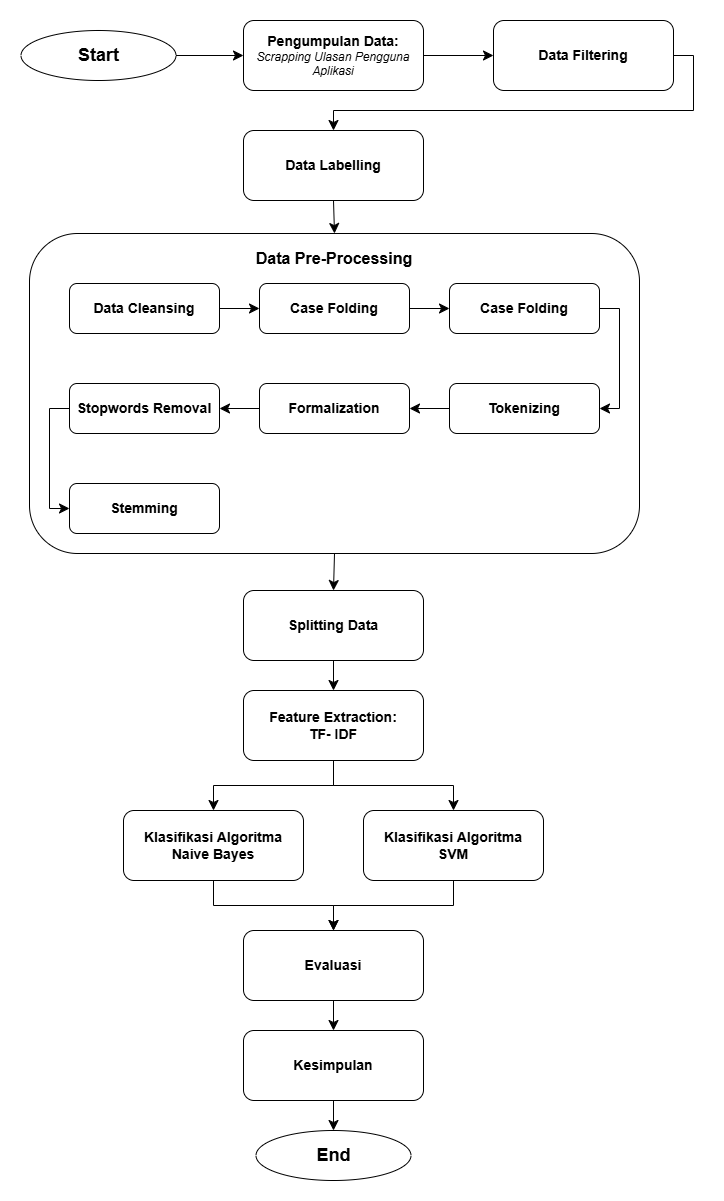 Start
Pengumpulan Data:
Scrapping Ulasan Pengguna
Aplikasi
Data Filtering
Data Labelling
Data Pre-Processing
Data Cleansing
Case Folding
Case Folding
Tokenizing
Formalization
Stopwords Removal
Stemming
Splitting Data
Feature Extraction:
TF- IDF
Klasifikasi Algoritma
Naive Bayes
Klasifikasi Algoritma
SVM
Evaluasi
Kesimpulan
End